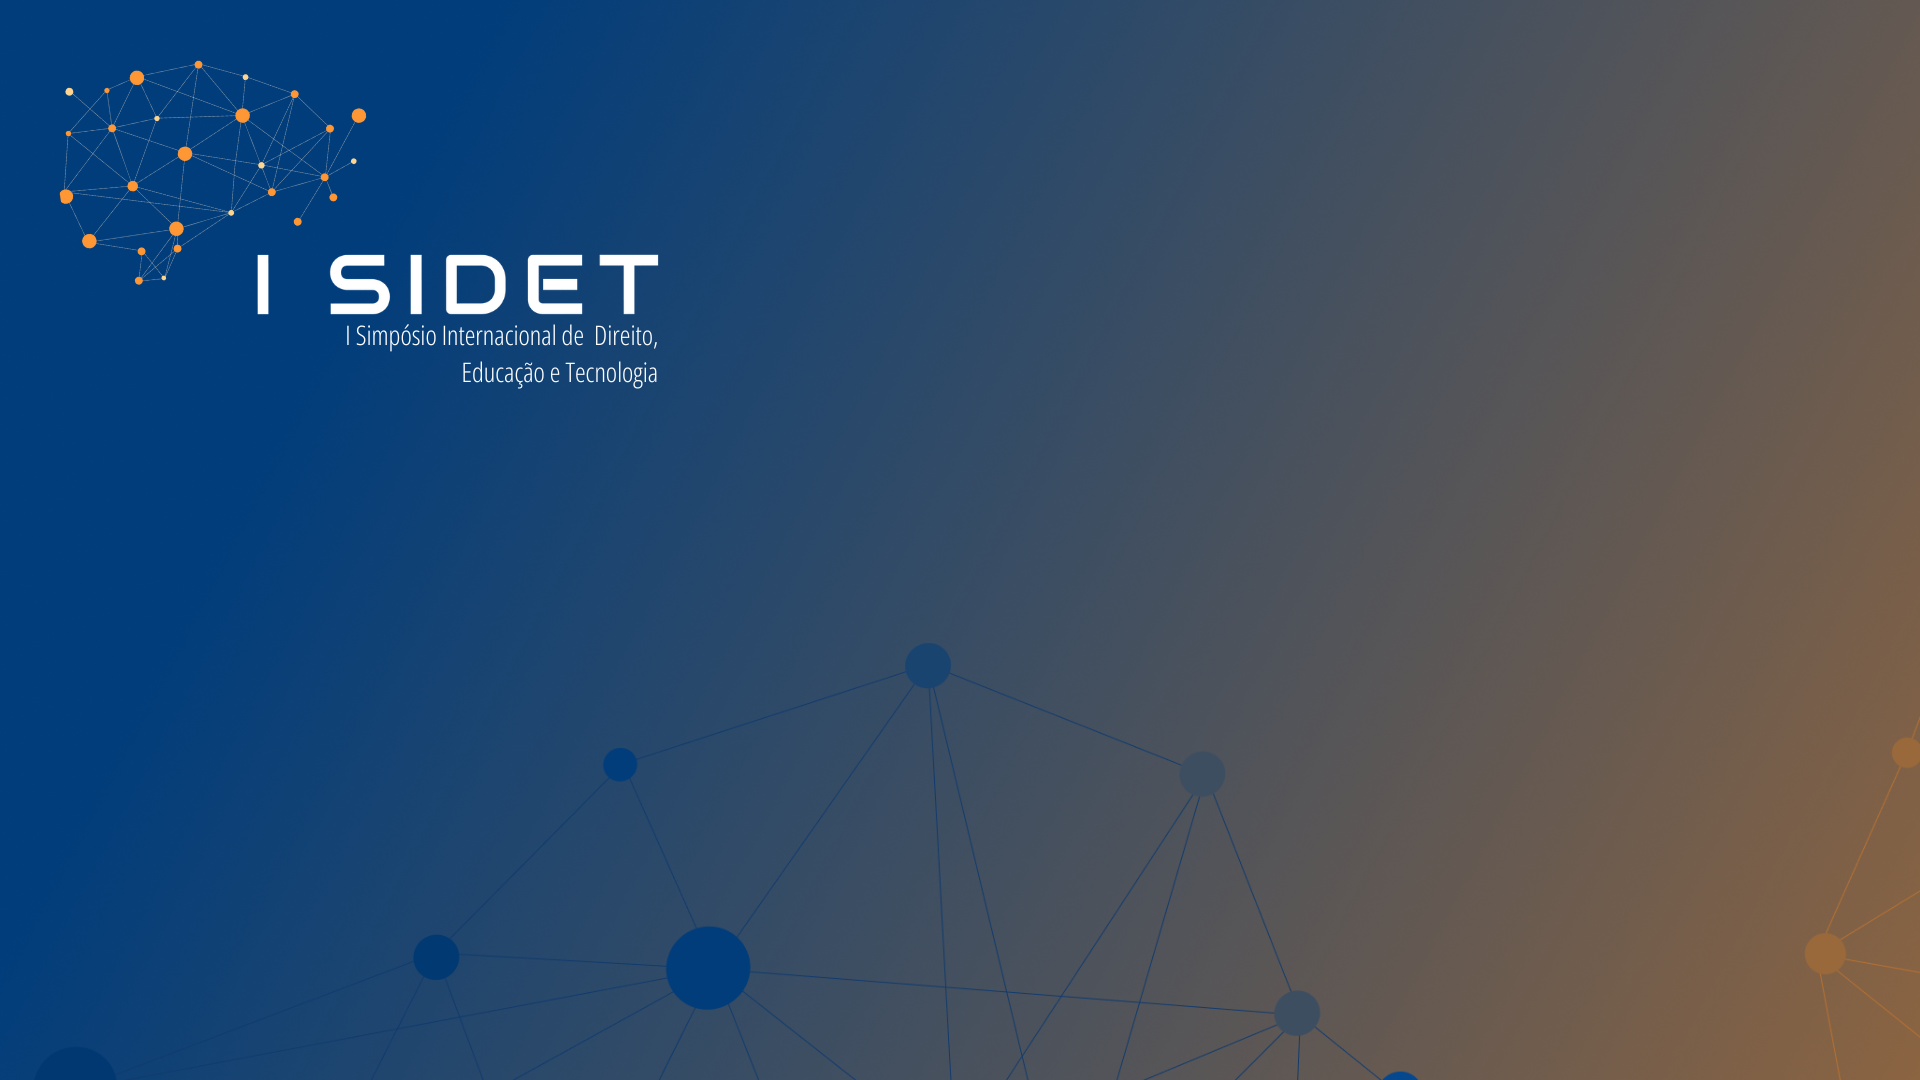 I SIDET
I Simpósio Internacional de Direito,
Educação e Tecnologia